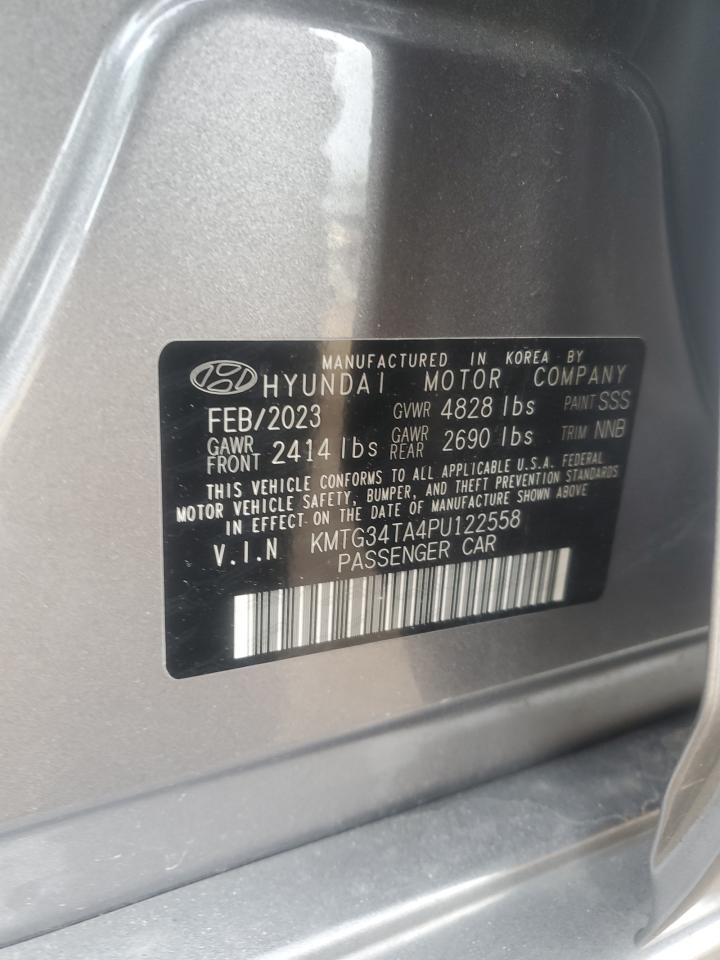 MANUFACTURED IN KOREA BY
HYUNDAI MOTOR COMPANY
FEB/2023 GVWR 4828 lbs PAINT SSS
GAWR FRONT 2414 lbs GAWR REAR 2690 lbs TRIM NNB
THIS VEHICLE CONFORMS TO ALL APPLICABLE U.S.A. FEDERAL
MOTOR VEHICLE SAFETY, BUMPER, AND THEFT PREVENTION STANDARDS
IN EFFECT ON THE DATE OF MANUFACTURE SHOWN ABOVE
V.I.N KMTG34TA4PU122558
PASSENGER CAR